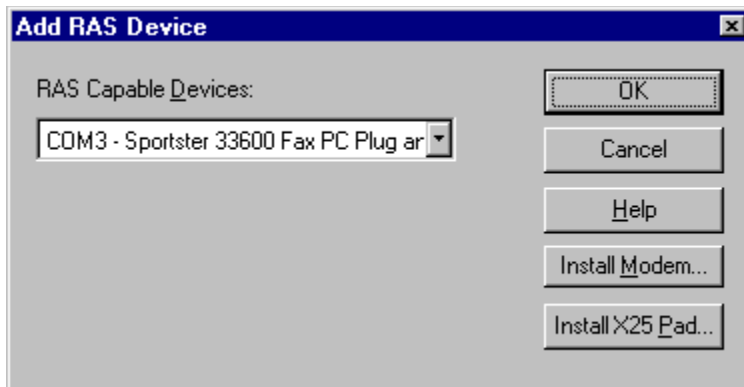 Add RAS Device
RAS Capable Devices:
COM3 - Sportster 33600 Fax PC Plug ar
OK
Cancel
Help
Install Modem...
Install X25 Pad...